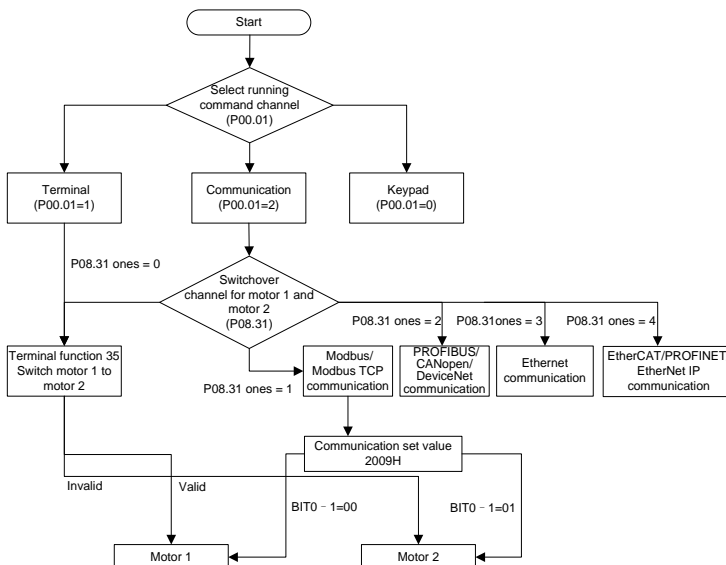 Start
Select running
command channel
(P00.01)
Terminal
(P00.01=1)
Communication
(P00.01=2)
Keypad
(P00.01=0)
P08.31 ones = 0
Switchover
channel for motor 1 and
motor 2
(P08.31)
P08.31 ones = 2
P08.31ones = 3
P08.31 ones = 4
Terminal function 35
Switch motor 1 to
motor 2
P08.31 ones = 1
Modbus/
Modbus TCP
communication
PROFIBUS/
CANopen/
DeviceNet
communication
Ethernet
communication
EtherCAT/PROFINET
EtherNet IP
communication
Communication set value
2009H
Invalid
Valid
BIT0 - 1=00
BIT0 - 1=01
Motor 1
Motor 2